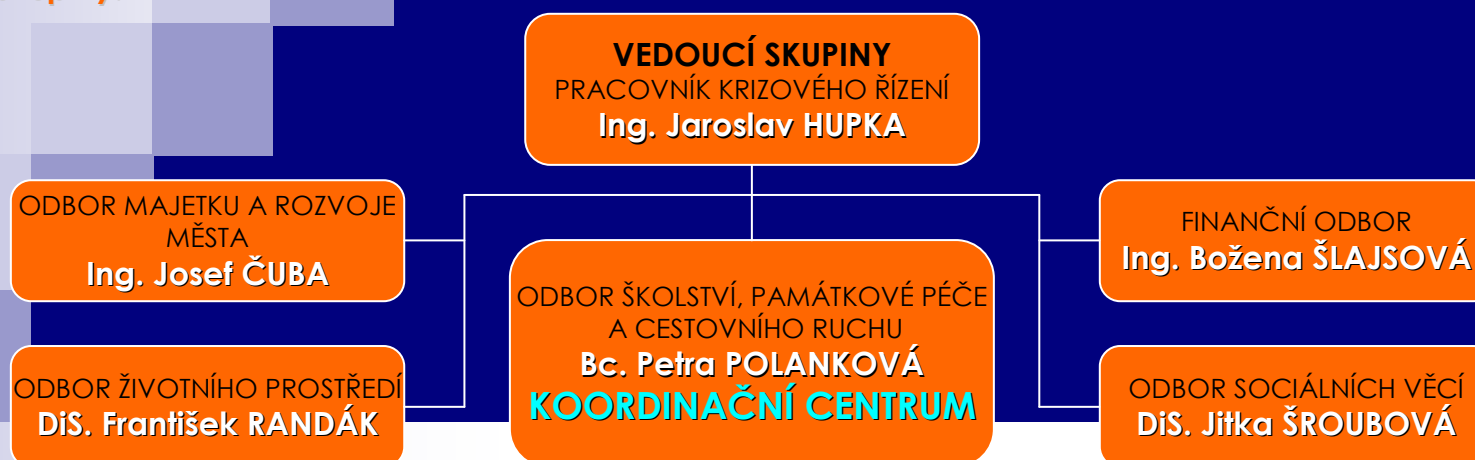 VEDOUCÍ SKUPINY
PRACOVNÍK KRIZOVÉHO ŘÍZENÍ
Ing. Jaroslav HUPKA
ODBOR MAJETKU A ROZVOJE
MĚSTA
Ing. Josef ČUBA
FINANČNÍ ODBOR
Ing. Božena ŠLAJSOVÁ
ODBOR ŠKOLSTVÍ, PAMÁTKOVÉ PÉČE
A CESTOVNÍHO RUCHU
Bc. Petra POLANKOVÁ
KOORDINAČNÍ CENTRUM
ODBOR ŽIVOTNÍHO PROSTŘEDÍ
DiS. František RANDÁK
ODBOR SOCIÁLNÍCH VĚCÍ
DiS. Jitka ŠROUBOVÁ